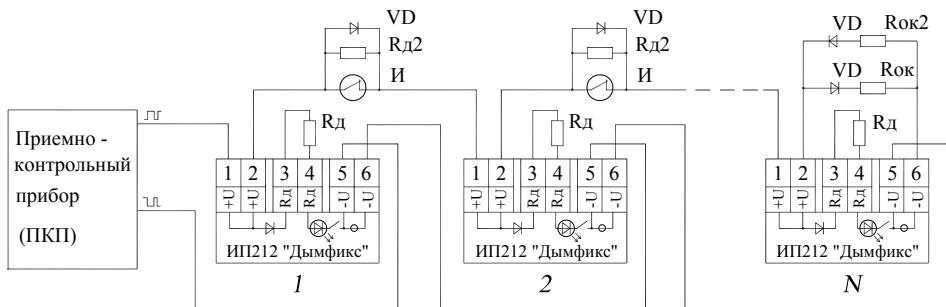 Приемно -
контрольный
прибор
(ПКП)
VD
Rд2
И
Rд
1 2 3 4 5 6
+U +U Rд Rд -U -U
ИП212 "Дымфикс"
1
VD
Rд2
И
Rд
1 2 3 4 5 6
+U +U Rд Rд -U -U
ИП212 "Дымфикс"
2
VD Rок2
VD Rок
Rд
1 2 3 4 5 6
+U +U Rд Rд -U -U
ИП212 "Дымфикс"
N